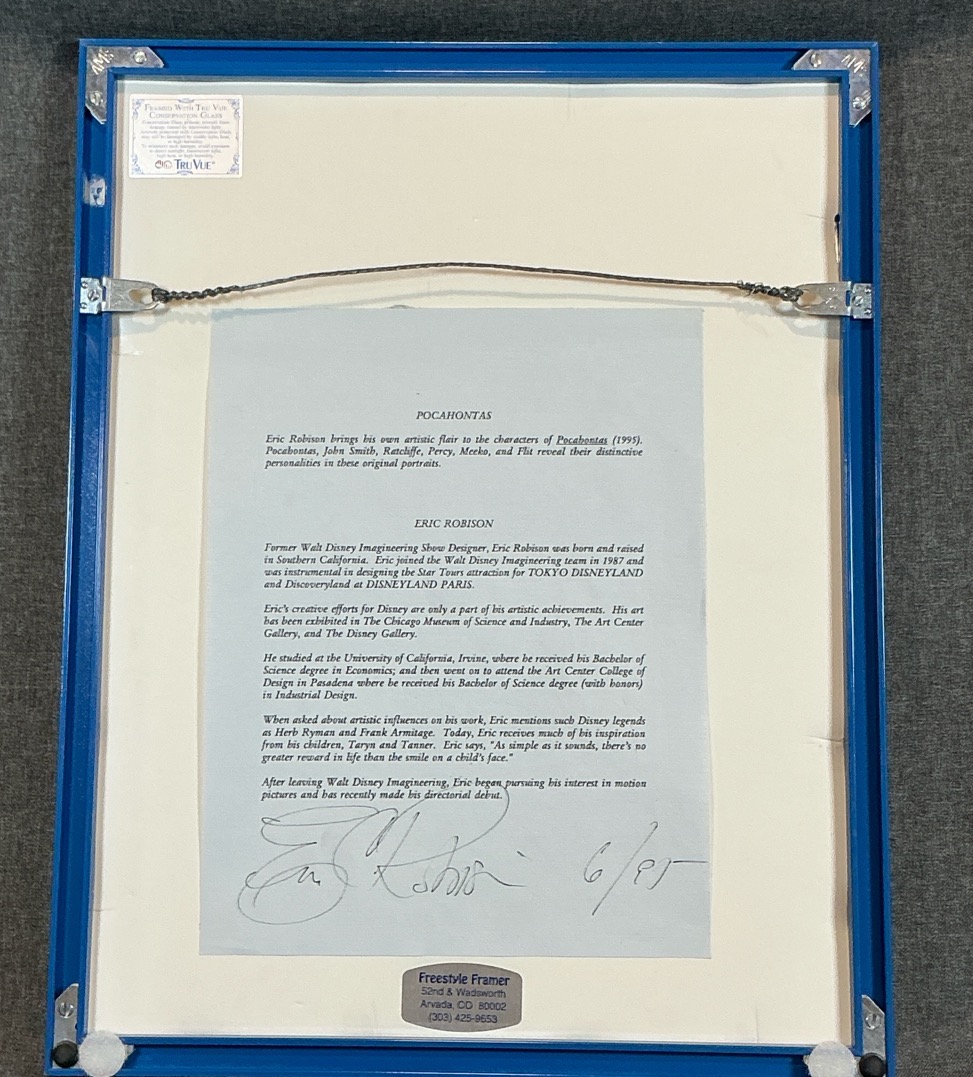 FRAMED WITH TRU VUE
CONSERVATION GLASS
TRU VUE®
POCAHONTAS
Eric Robison brings his own artistic flair to the characters of Pocahontas (1995).
Pocahontas, John Smith, Ratcliffe, Percy, Meeko, and Flit reveal their distinctive
personalities in these original portraits.
ERIC ROBISON
Former Walt Disney Imagineering Show Designer, Eric Robison was born and raised
in Southern California. Eric joined the Walt Disney Imagineering team in 1987 and
was instrumental in designing the Star Tours attraction for TOKYO DISNEYLAND
and Discoveryland at DISNEYLAND PARIS.
Eric's creative efforts for Disney are only a part of his artistic achievements. His art
has been exhibited in The Chicago Museum of Science and Industry, The Art Center
Gallery, and The Disney Gallery.
He studied at the University of California, Irvine, where he received his Bachelor of
Science degree in Economics; and then went on to attend the Art Center College of
Design in Pasadena where he received his Bachelor of Science degree (with honors)
in Industrial Design.
When asked about artistic influences on his work, Eric mentions such Disney legends
as Herb Ryman and Frank Armitage. Today, Eric receives much of his inspiration
from his children, Taryn and Tanner. Eric says, "As simple as it sounds, there's no
greater reward in life than the smile on a child's face."
After leaving Walt Disney Imagineering, Eric began pursuing his interest in motion
pictures and has recently made his directorial debut.
Eric Robison 6/95
Freestyle Framer
52nd & Wadsworth
Arvada, CO 80002
(303) 425-9653